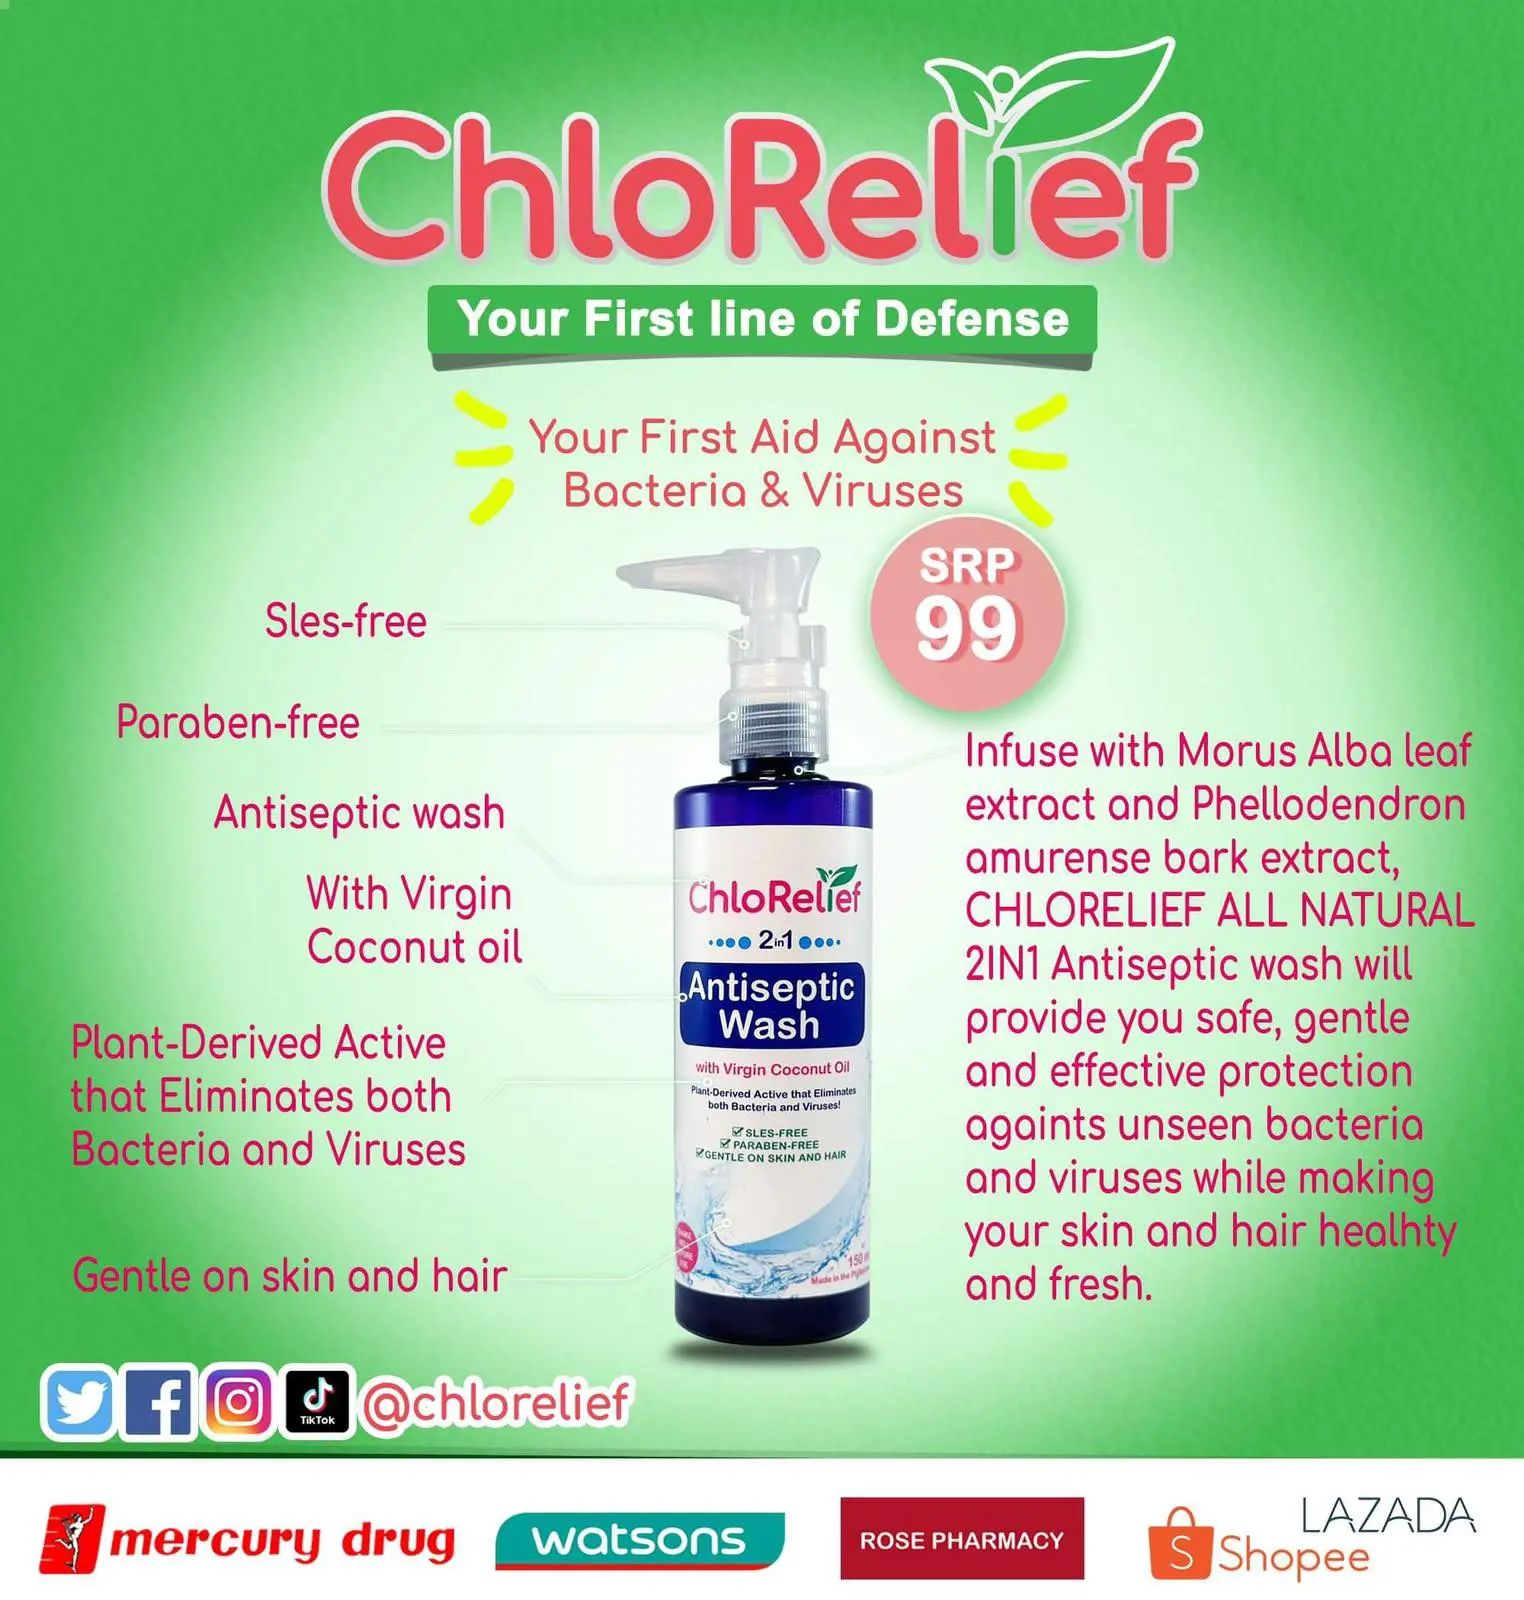 ChloRelief
Your First line of Defense
Your First Aid Against
Bacteria & Viruses
SRP
99
Sles-free
Paraben-free
Antiseptic wash
With Virgin
Coconut oil
Plant-Derived Active
that Eliminates both
Bacteria and Viruses
Gentle on skin and hair
ChloRelief
2in1
Antiseptic
Wash
with Virgin Coconut Oil
Plant-Derived Active that Eliminates
both Bacteria and Viruses!
SLES-FREE
PARABEN-FREE
GENTLE ON SKIN AND HAIR
150
Made in the
Infuse with Morus Alba leaf
extract and Phellodendron
amurense bark extract,
CHLORELIEF ALL NATURAL
2IN1 Antiseptic wash will
provide you safe, gentle
and effective protection
againts unseen bacteria
and viruses while making
your skin and hair healhty
and fresh.
TikTok
@chlorelief
mercury drug
watsons
ROSE PHARMACY
LAZADA
S Shopee